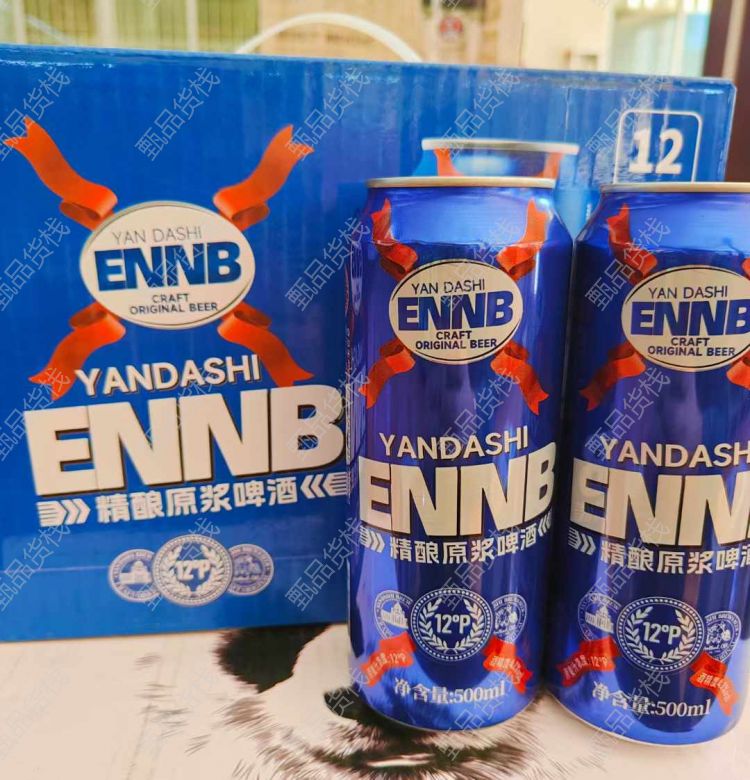 12
YAN DASHI
ENNB
CRAFT
ORIGINAL BEER
YANDASHI
ENNB
精酿原浆啤酒
12°P
YAN DASHI
ENNB
CRAFT
ORIGINAL BEER
YANDASHI
ENNB
精酿原浆啤酒
12°P
净含量:500ml
YAN DASHI
ENNB
CRAFT
ORIGINAL BEER
YANDASHI
ENN
精酿原浆啤酒
12°P
净含量:500ml
甄品货栈